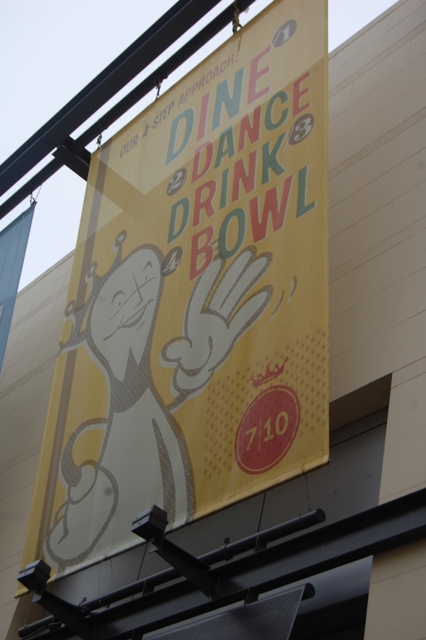 OUR 4 STEP APPROACH:
DINE 1
2 DANCE
DRINK 3
4 BOWL
7|10